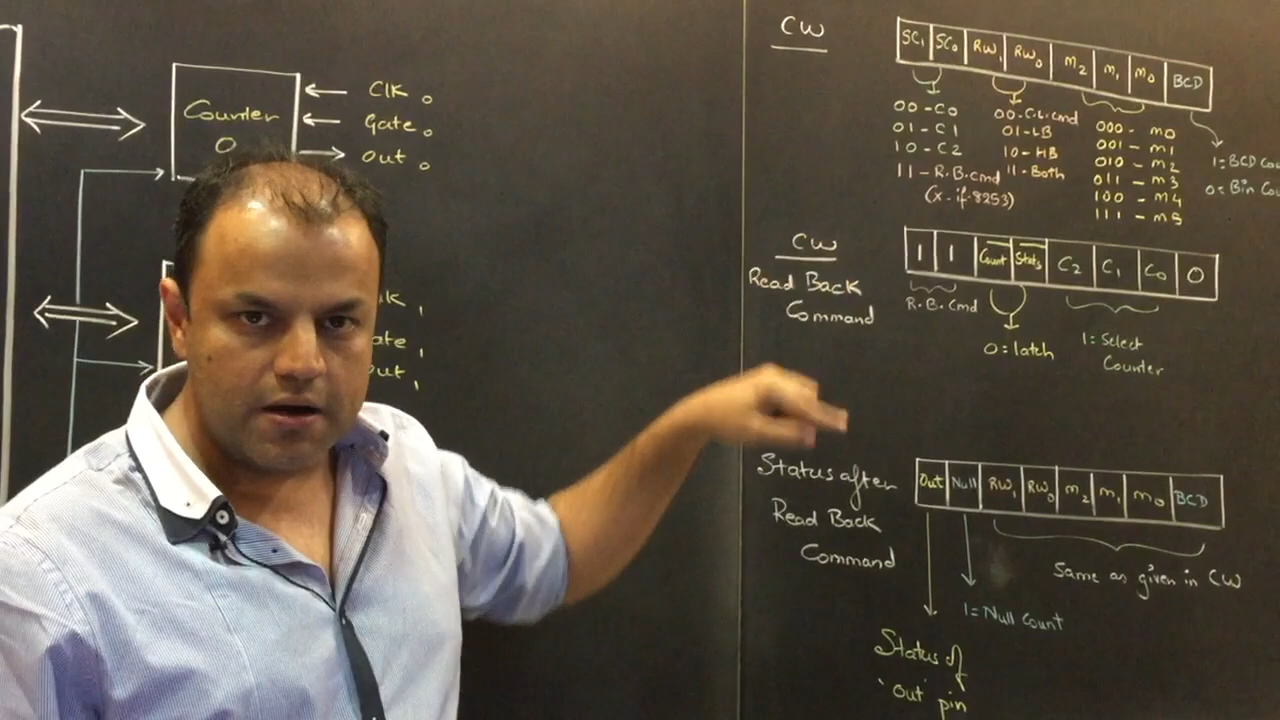 Counter
0
Clk 0
Gate 0
Out 0
1
ate 1
out 1
CW
SC1 SC0 RW1 RW0 M2 M1 M0 BCD
00 - C0
01 - C1
10 - C2
11 - R.B.Cmd
(x - if 8253)
00 - C.L.Cmd
01 - LB
10 - HB
11 - Both
000 - M0
001 - M1
010 - M2
011 - M3
100 - M4
111 - M5
1 = BCD Cou
0 = Bin Cou
CW
Read Back
Command
1 1 Count Stats C2 C1 C0 0
R.B.Cmd
0 = latch
1 = Select
Counter
Status after
Read Back
Command
Out Null RW1 RW0 M2 M1 M0 BCD
Same as given in CW
1 = Null Count
Status of
'out' pin